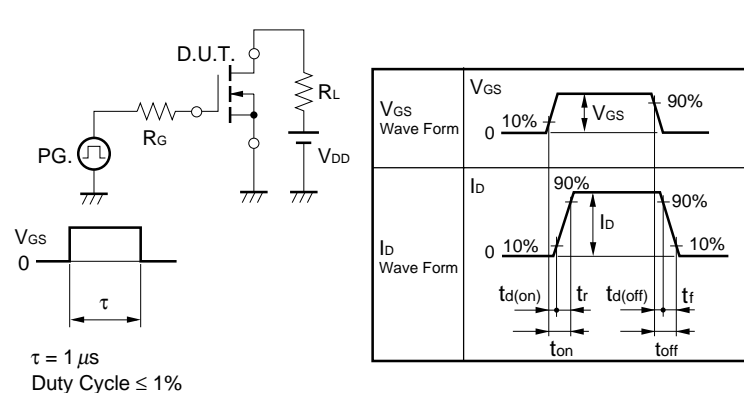 D.U.T.
RL
RG
PG.
VDD
VGS
0
τ
τ = 1 µs
Duty Cycle ≤ 1%
VGS
Wave Form
VGS
10%
0
VGS
90%
ID
Wave Form
ID
90%
0 10%
ID
90%
10%
td(on) tr td(off) tf
ton toff